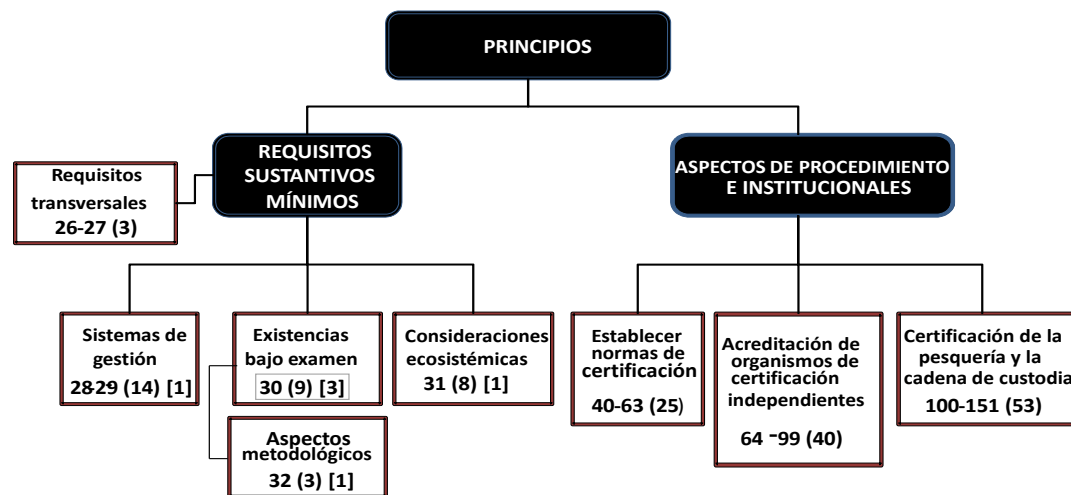 PRINCIPIOS
REQUISITOS
SUSTANTIVOS
MÍNIMOS
ASPECTOS DE PROCEDIMIENTO
E INSTITUCIONALES
Requisitos
transversales
26-27 (3)
Sistemas de
gestión
28-29 (14) [1]
Existencias
bajo examen
30 (9) [3]
Consideraciones
ecosistémicas
31 (8) [1]
Aspectos
metodológicos
32 (3) [1]
Establecer
normas de
certificación
40-63 (25)
Acreditación de
organismos de
certificación
independientes
64 -99 (40)
Certificación de la
pesquería y la
cadena de custodia
100-151 (53)